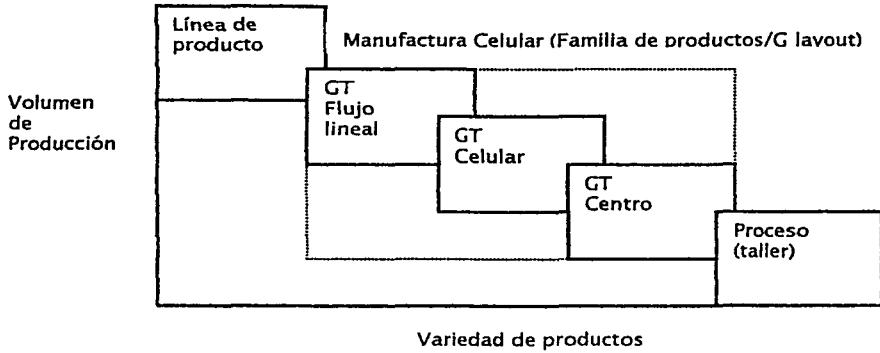 Línea de
producto
Manufactura Celular (Familia de productos/G layout)
GT
Flujo
lineal
Volumen
de
Producción
GT
Celular
GT
Centro
Proceso
(taller)
Variedad de productos